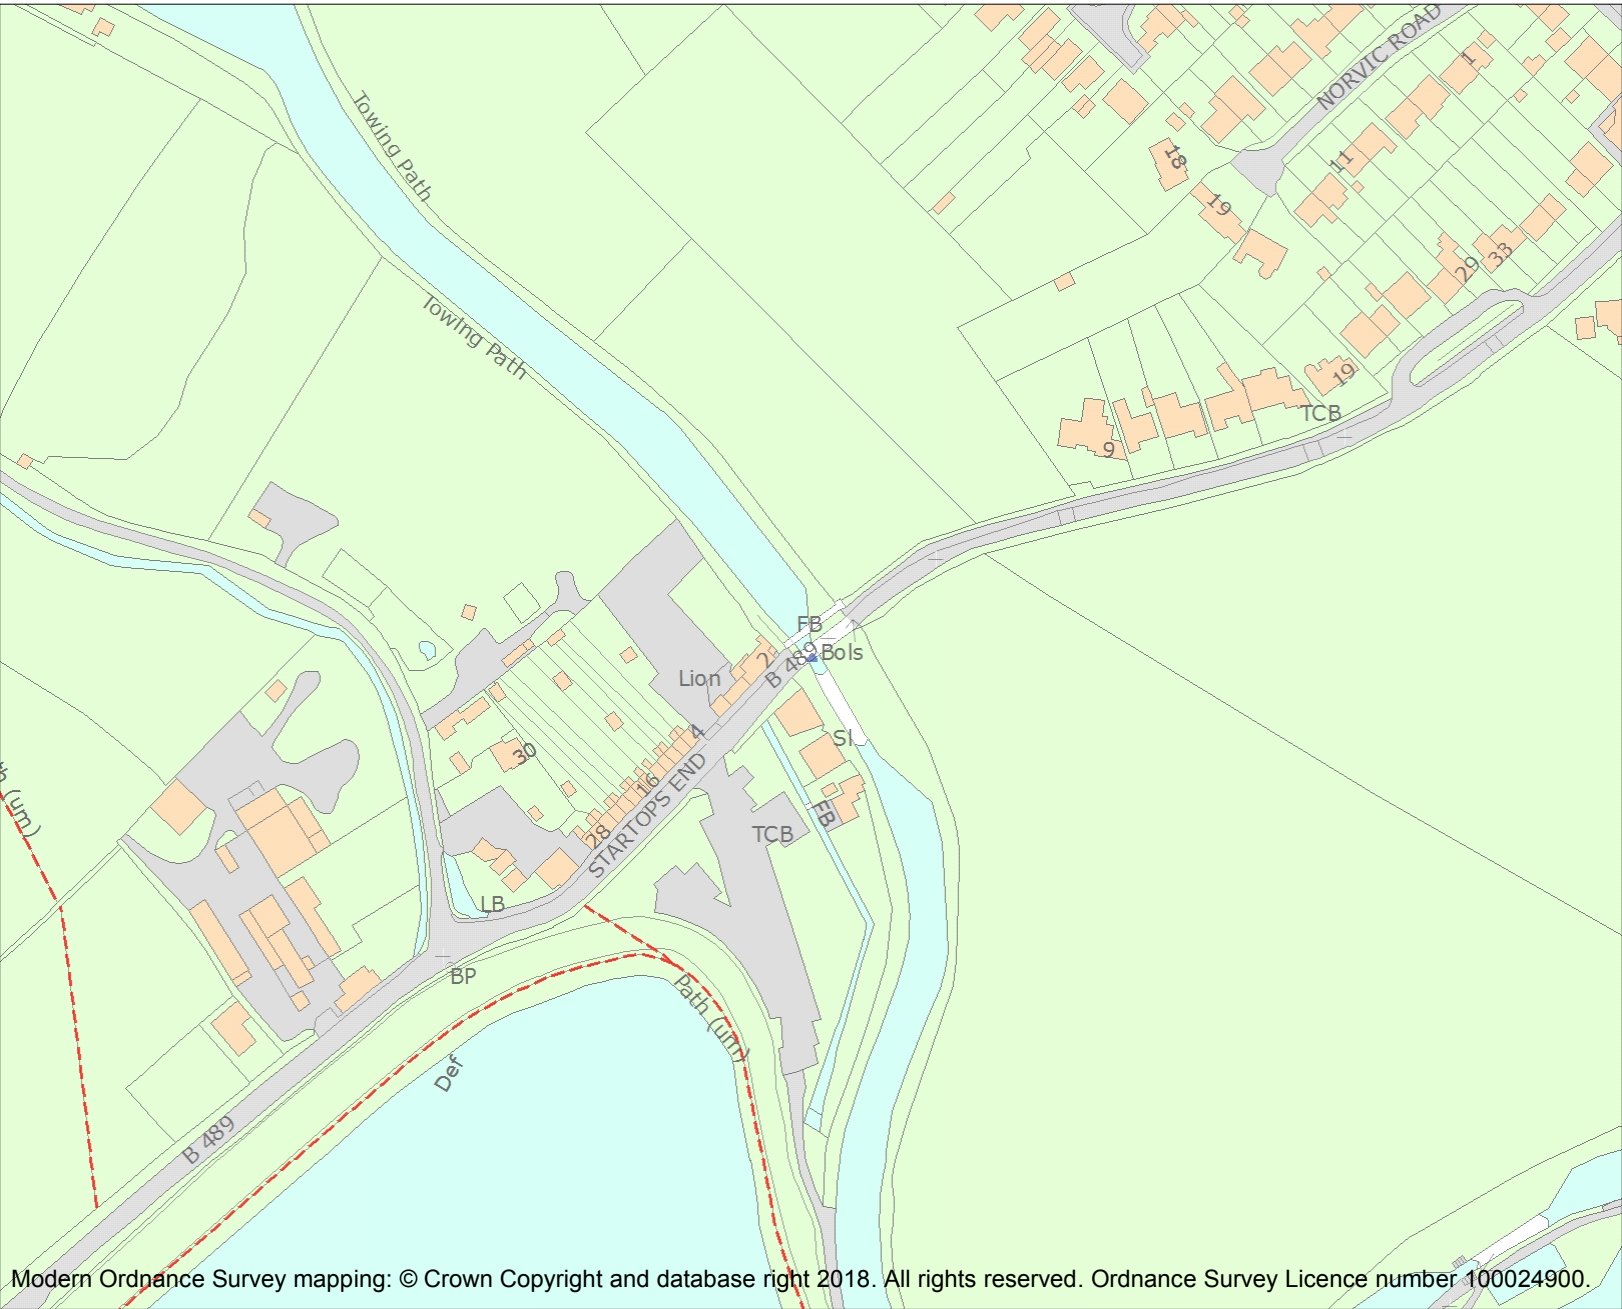 NORVIC ROAD
1
Towing Path
18
11
19
29
33
Towing Path
19
TCB
9
FB
B 489
Bols
2
Lion
4
Sl
30
16
STARTOPS END
28
FB
TCB
LB
BP
Path (um)
Def
B 489
(um)
Modern Ordnance Survey mapping: © Crown Copyright and database right 2018. All rights reserved. Ordnance Survey Licence number 100024900.